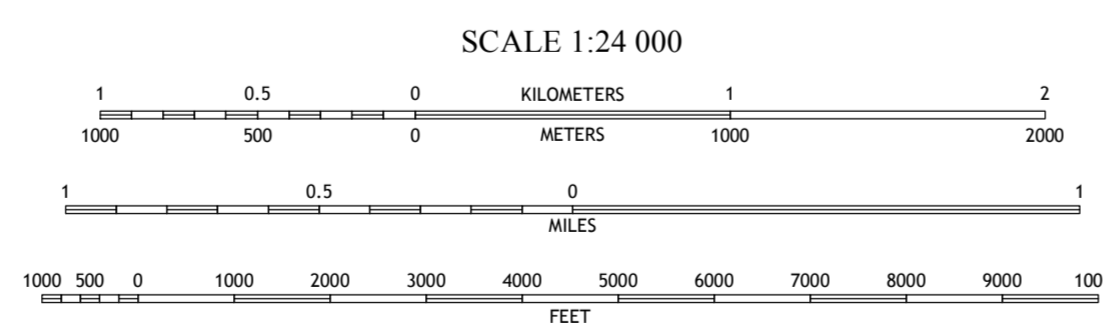 SCALE 1:24 000
1 0.5 0 KILOMETERS 1 2
1000 500 0 METERS 1000 2000
1 0.5 0 1
MILES
1000 500 0 1000 2000 3000 4000 5000 6000 7000 8000 9000 100
FEET